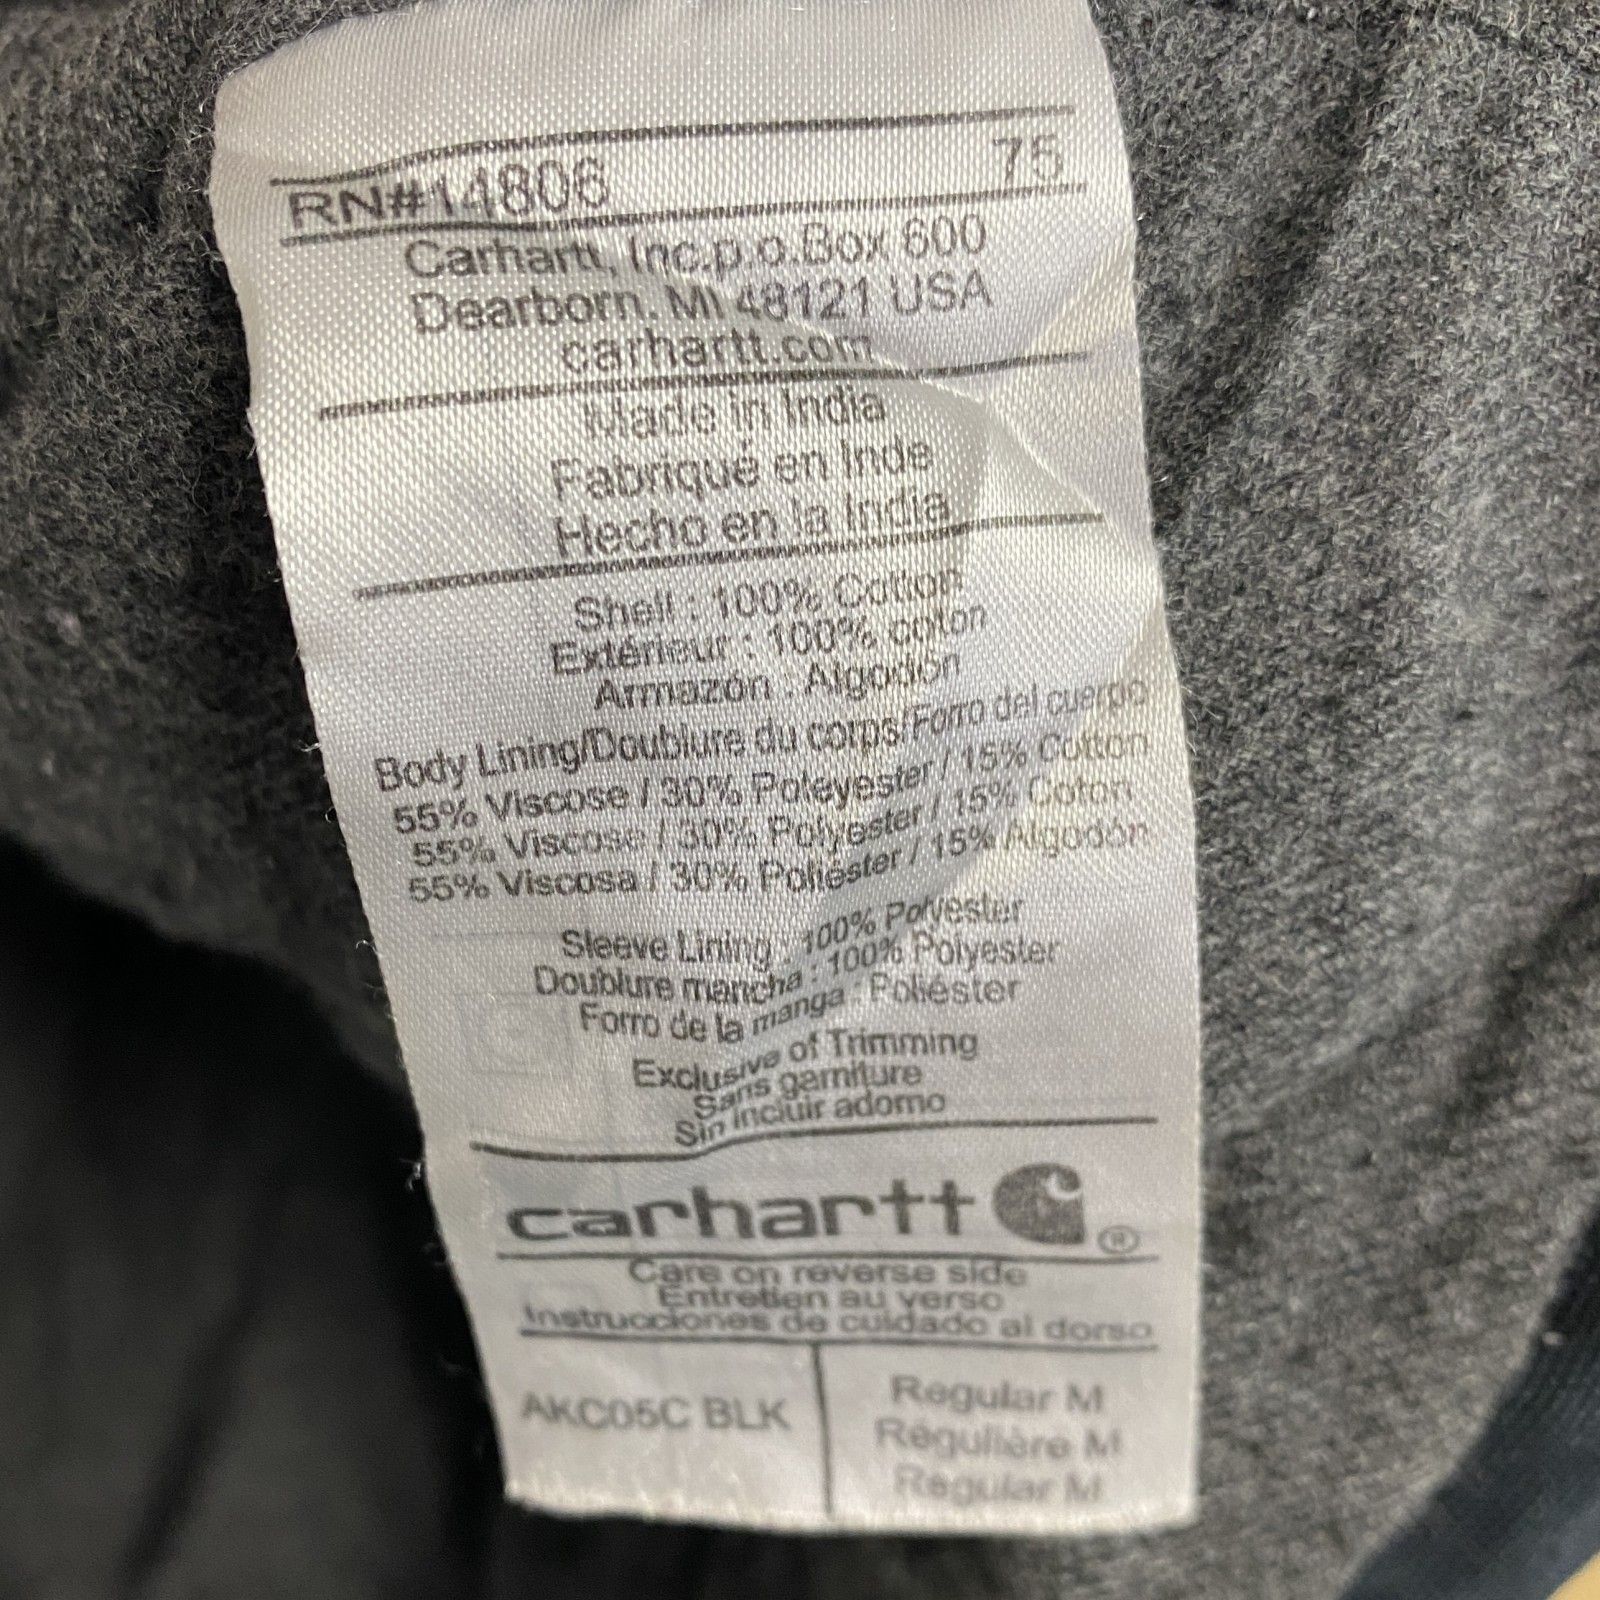 RN#14806 75
Carhartt, Inc.p.o.Box 600
Dearborn. MI 48121 USA
carhartt.com
Made in India
Fabriqué en Inde
Hecho en la India
Shell : 100% Cotton
Extérieur : 100% coton
Armazón : Algodón
Body Lining/Doublure du corps/Forro del cuerpo
55% Viscose / 30% Poleyester / 15% Cotton
55% Viscose / 30% Polyester / 15% Coton
55% Viscosa / 30% Poliéster / 15% Algodón
Sleeve Lining : 100% Polyester
Doublure mancha : 100% Polyester
Forro de la manga : Poliéster
Exclusive of Trimming
Sans garniture
Sin incluir adorno
carhartt ®
Care on reverse side
Entretien au verso
Instrucciones de cuidado al dorso
AKC05C BLK
Regular M
Regulière M
Regular M